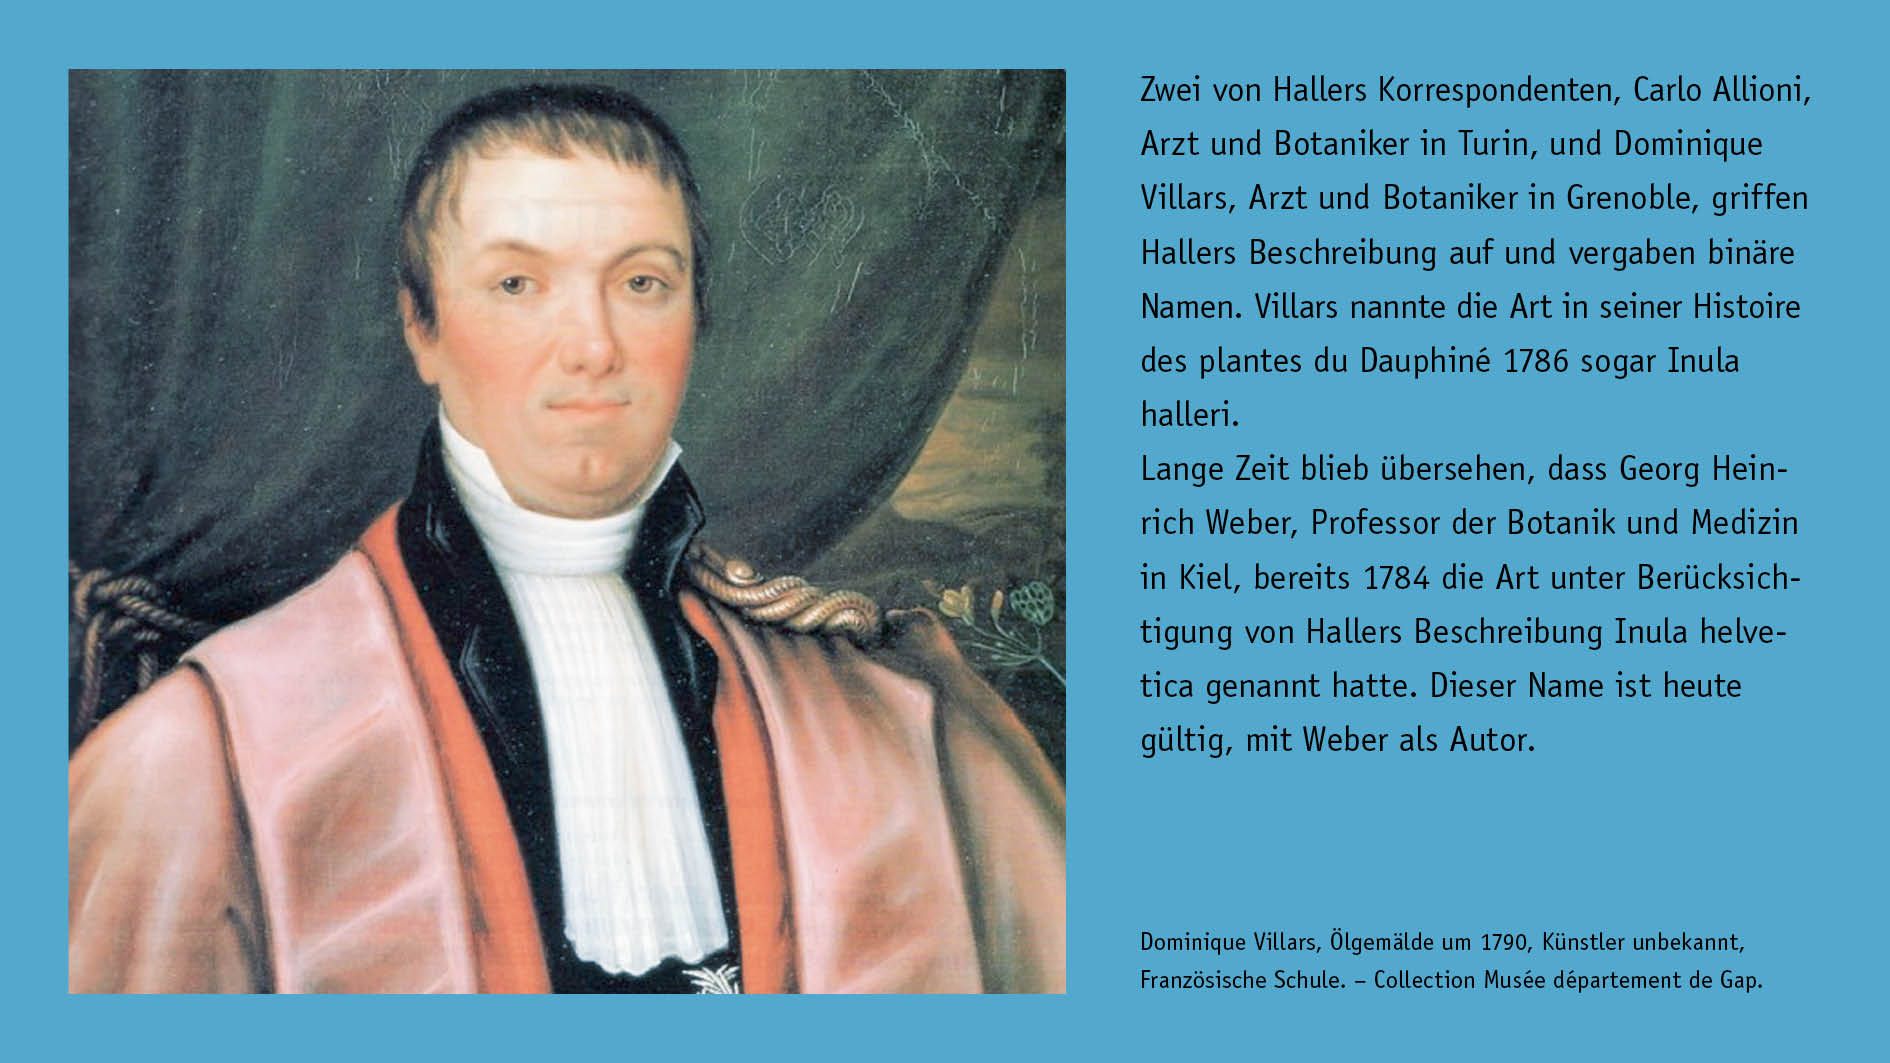 Zwei von Hallers Korrespondenten, Carlo Allioni,
Arzt und Botaniker in Turin, und Dominique
Villars, Arzt und Botaniker in Grenoble, griffen
Hallers Beschreibung auf und vergaben binäre
Namen. Villars nannte die Art in seiner Histoire
des plantes du Dauphiné 1786 sogar Inula
halleri.
Lange Zeit blieb übersehen, dass Georg Hein-
rich Weber, Professor der Botanik und Medizin
in Kiel, bereits 1784 die Art unter Berücksich-
tigung von Hallers Beschreibung Inula helve-
tica genannt hatte. Dieser Name ist heute
gültig, mit Weber als Autor.
Dominique Villars, Ölgemälde um 1790, Künstler unbekannt,
Französische Schule. – Collection Musée département de Gap.